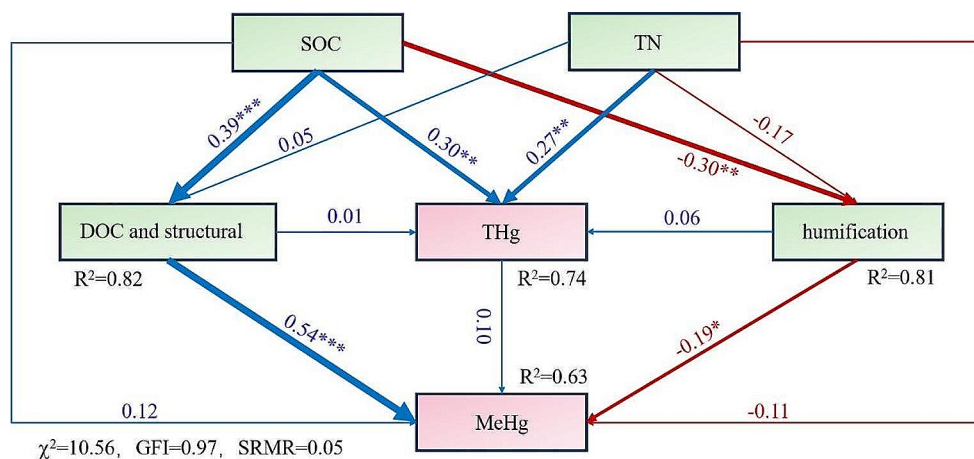 SOC
TN
0.39***
0.05
0.30**
0.27**
-0.30**
-0.17
DOC and structural
0.01
THg
0.06
humification
R²=0.82
R²=0.74
R²=0.81
0.54***
0.10
-0.19*
R²=0.63
0.12
MeHg
-0.11
χ²=10.56, GFI=0.97, SRMR=0.05